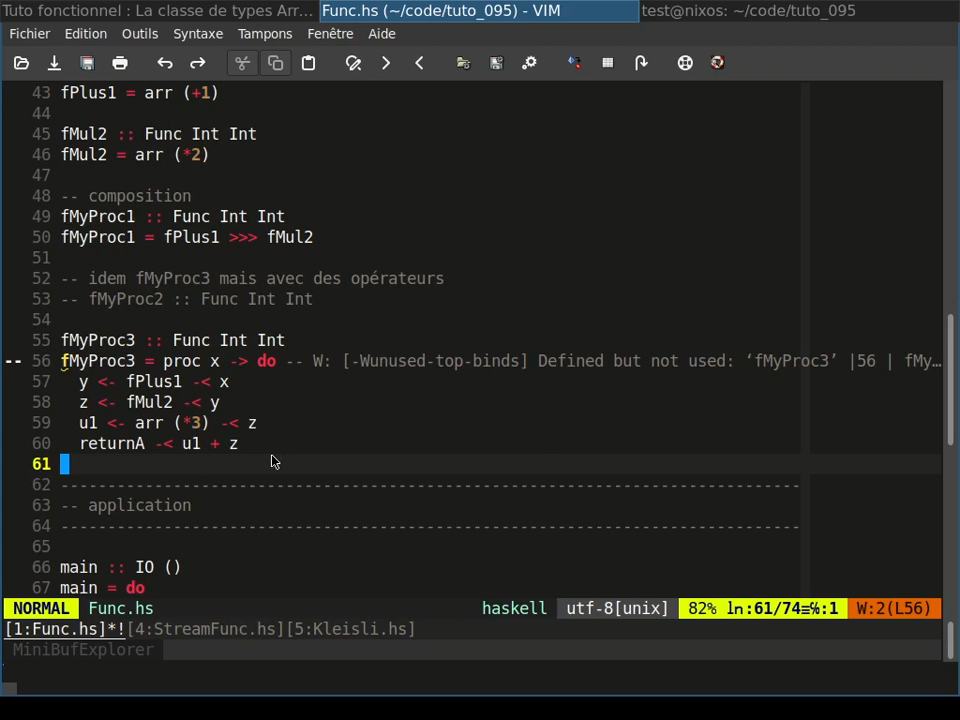 Tuto fonctionnel : La classe de types Arr... Func.hs (~/code/tuto_095) - VIM test@nixos: ~/code/tuto_095
Fichier Edition Outils Syntaxe Tampons Fenêtre Aide
43 fPlus1 = arr (+1)
44
45 fMul2 :: Func Int Int
46 fMul2 = arr (*2)
47
48 -- composition
49 fMyProc1 :: Func Int Int
50 fMyProc1 = fPlus1 >>> fMul2
51
52 -- idem fMyProc3 mais avec des opérateurs
53 -- fMyProc2 :: Func Int Int
54
55 fMyProc3 :: Func Int Int
-- 56 fMyProc3 = proc x -> do -- W: [-Wunused-top-binds] Defined but not used: ‘fMyProc3’ |56 | fMy…
57   y <- fPlus1 -< x
58   z <- fMul2 -< y
59   u1 <- arr (*3) -< z
60   returnA -< u1 + z
61
62 -------------------------------------------------------------------------------
63 -- application
64 -------------------------------------------------------------------------------
65
66 main :: IO ()
67 main = do
NORMAL Func.hs haskell utf-8[unix] 82% ln:61/74≡℅:1 W:2(L56)
[1:Func.hs]*![4:StreamFunc.hs][5:Kleisli.hs]
MiniBufExplorer